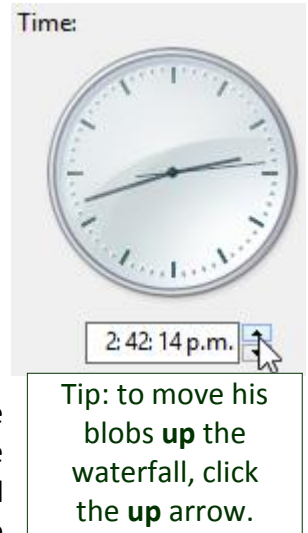 Time:
2: 42: 14 p.m.
Tip: to move his
blobs up the
waterfall, click
the up arrow.